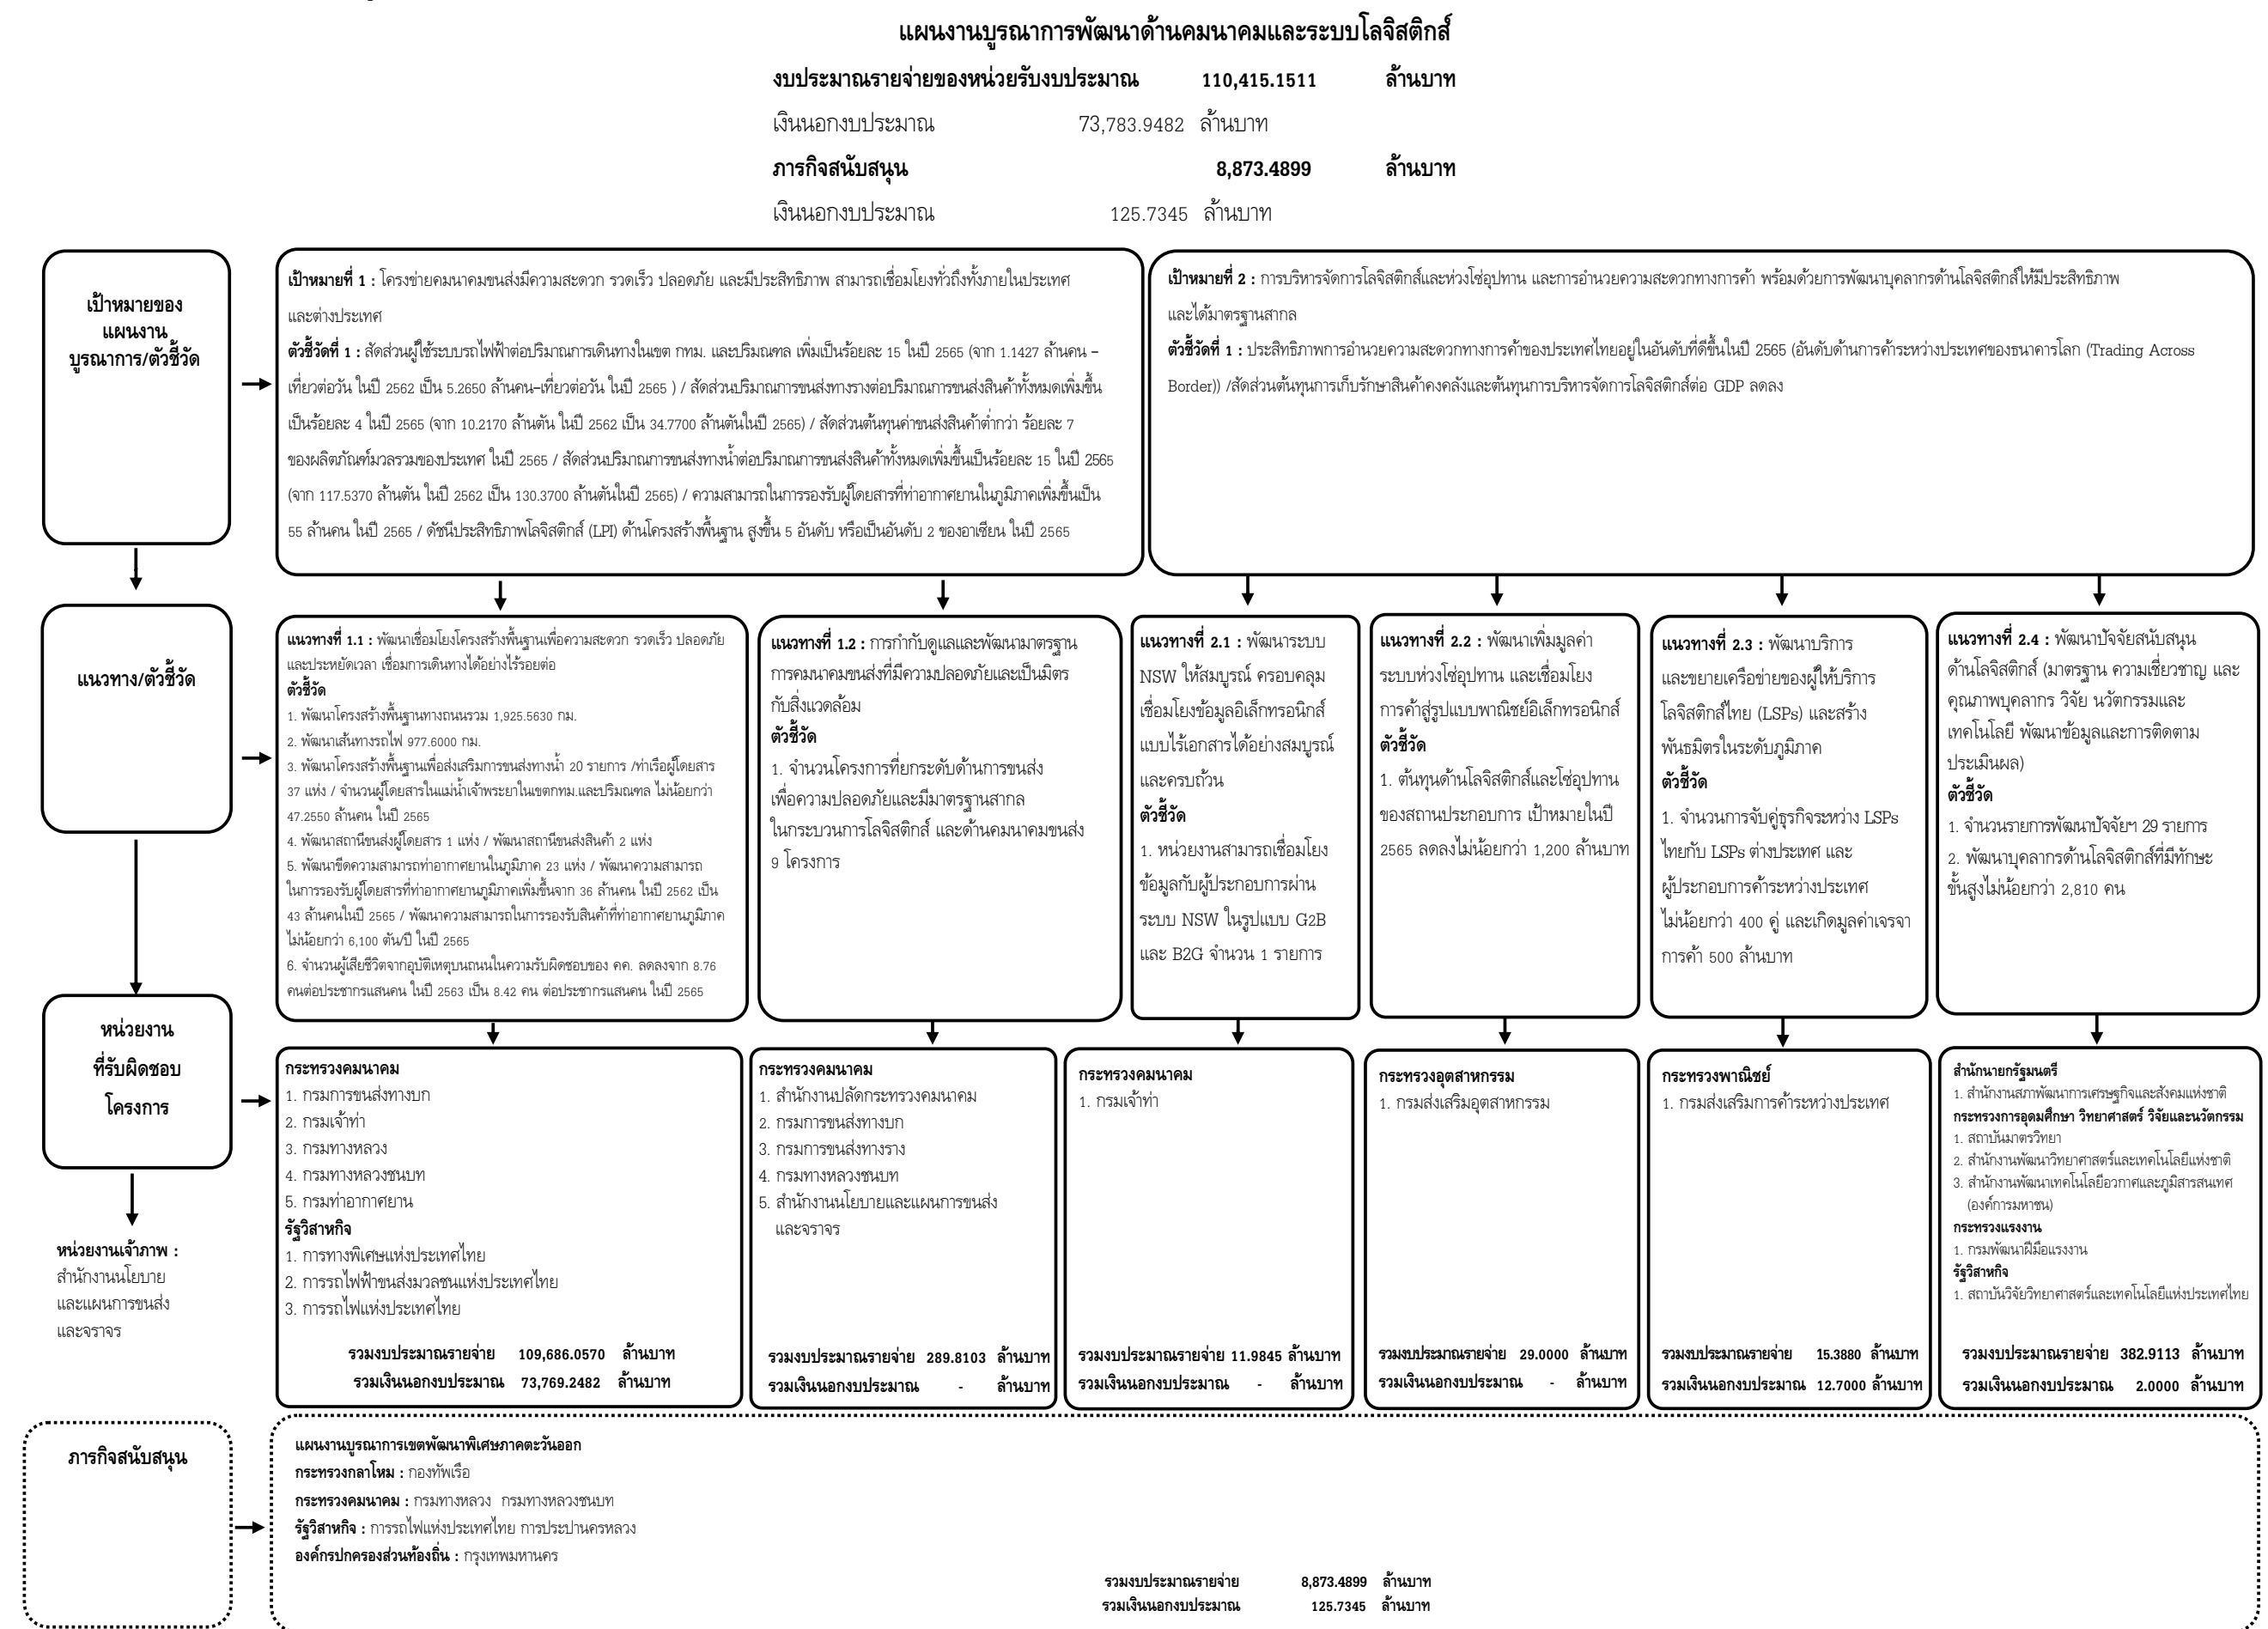 แผนงานบูรณาการพัฒนาด้านคมนาคมและระบบโลจิสติกส์
งบประมาณรายจ่ายของหน่วยรับงบประมาณ 110,415.1511 ล้านบาท
เงินนอกงบประมาณ 73,783.9482 ล้านบาท
ภารกิจสนับสนุน 8,873.4899 ล้านบาท
เงินนอกงบประมาณ 125.7345 ล้านบาท
เป้าหมายของ
แผนงาน
บูรณาการ/ตัวชี้วัด
เป้าหมายที่ 1 : โครงข่ายคมนาคมขนส่งมีความสะดวก รวดเร็ว ปลอดภัย และมีประสิทธิภาพ สามารถเชื่อมโยงทั่วถึงทั้งภายในประเทศ
และต่างประเทศ
ตัวชี้วัดที่ 1 : สัดส่วนผู้ใช้ระบบรถไฟฟ้าต่อปริมาณการเดินทางในเขต กทม. และปริมณฑล เพิ่มเป็นร้อยละ 15 ในปี 2565 (จาก 1.1427 ล้านคน –
เที่ยวต่อวัน ในปี 2562 เป็น 5.2650 ล้านคน–เที่ยวต่อวัน ในปี 2565 ) / สัดส่วนปริมาณการขนส่งทางรางต่อปริมาณการขนส่งสินค้าทั้งหมดเพิ่มขึ้น
เป็นร้อยละ 4 ในปี 2565 (จาก 10.2170 ล้านตัน ในปี 2562 เป็น 34.7700 ล้านตันในปี 2565) / สัดส่วนต้นทุนค่าขนส่งสินค้าต่ำกว่า ร้อยละ 7
ของผลิตภัณฑ์มวลรวมของประเทศ ในปี 2565 / สัดส่วนปริมาณการขนส่งทางน้ำต่อปริมาณการขนส่งสินค้าทั้งหมดเพิ่มขึ้นเป็นร้อยละ 15 ในปี 2565
(จาก 117.5370 ล้านตัน ในปี 2562 เป็น 130.3700 ล้านตันในปี 2565) / ความสามารถในการรองรับผู้โดยสารที่ท่าอากาศยานในภูมิภาคเพิ่มขึ้นเป็น
55 ล้านคน ในปี 2565 / ดัชนีประสิทธิภาพโลจิสติกส์ (LPI) ด้านโครงสร้างพื้นฐาน สูงขึ้น 5 อันดับ หรือเป็นอันดับ 2 ของอาเซียน ในปี 2565
เป้าหมายที่ 2 : การบริหารจัดการโลจิสติกส์และห่วงโซ่อุปทาน และการอำนวยความสะดวกทางการค้า พร้อมด้วยการพัฒนาบุคลากรด้านโลจิสติกส์ให้มีประสิทธิภาพ
และได้มาตรฐานสากล
ตัวชี้วัดที่ 1 : ประสิทธิภาพการอำนวยความสะดวกทางการค้าของประเทศไทยอยู่ในอันดับที่ดีขึ้นในปี 2565 (อันดับด้านการค้าระหว่างประเทศของธนาคารโลก (Trading Across
Border)) /สัดส่วนต้นทุนการเก็บรักษาสินค้าคงคลังและต้นทุนการบริหารจัดการโลจิสติกส์ต่อ GDP ลดลง
แนวทาง/ตัวชี้วัด
แนวทางที่ 1.1 : พัฒนาเชื่อมโยงโครงสร้างพื้นฐานเพื่อความสะดวก รวดเร็ว ปลอดภัย
และประหยัดเวลา เชื่อมการเดินทางได้อย่างไร้รอยต่อ
ตัวชี้วัด
1. พัฒนาโครงสร้างพื้นฐานทางถนนรวม 1,925.5630 กม.
2. พัฒนาเส้นทางรถไฟ 977.6000 กม.
3. พัฒนาโครงสร้างพื้นฐานเพื่อส่งเสริมการขนส่งทางน้ำ 20 รายการ /ท่าเรือผู้โดยสาร
37 แห่ง / จำนวนผู้โดยสารในแม่น้ำเจ้าพระยาในเขตกทม.และปริมณฑล ไม่น้อยกว่า
47.2550 ล้านคน ในปี 2565
4. พัฒนาสถานีขนส่งผู้โดยสาร 1 แห่ง / พัฒนาสถานีขนส่งสินค้า 2 แห่ง
5. พัฒนาขีดความสามารถท่าอากาศยานในภูมิภาค 23 แห่ง / พัฒนาความสามารถ
ในการรองรับผู้โดยสารที่ท่าอากาศยานภูมิภาคเพิ่มขึ้นจาก 36 ล้านคน ในปี 2562 เป็น
43 ล้านคนในปี 2565 / พัฒนาความสามารถในการรองรับสินค้าที่ท่าอากาศยานภูมิภาค
ไม่น้อยกว่า 6,100 ตัน/ปี ในปี 2565
6. จำนวนผู้เสียชีวิตจากอุบัติเหตุบนถนนในความรับผิดชอบของ คค. ลดลงจาก 8.76
คนต่อประชากรแสนคน ในปี 2563 เป็น 8.42 คน ต่อประชากรแสนคน ในปี 2565
แนวทางที่ 1.2 : การกำกับดูแลและพัฒนามาตรฐาน
การคมนาคมขนส่งที่มีความปลอดภัยและเป็นมิตร
กับสิ่งแวดล้อม
ตัวชี้วัด
1. จำนวนโครงการที่ยกระดับด้านการขนส่ง
เพื่อความปลอดภัยและมีมาตรฐานสากล
ในกระบวนการโลจิสติกส์ และด้านคมนาคมขนส่ง
9 โครงการ
แนวทางที่ 2.1 : พัฒนาระบบ
NSW ให้สมบูรณ์ ครอบคลุม
เชื่อมโยงข้อมูลอิเล็กทรอนิกส์
แบบไร้เอกสารได้อย่างสมบูรณ์
และครบถ้วน
ตัวชี้วัด
1. หน่วยงานสามารถเชื่อมโยง
ข้อมูลกับผู้ประกอบการผ่าน
ระบบ NSW ในรูปแบบ G2B
และ B2G จำนวน 1 รายการ
แนวทางที่ 2.2 : พัฒนาเพิ่มมูลค่า
ระบบห่วงโซ่อุปทาน และเชื่อมโยง
การค้าสู่รูปแบบพาณิชย์อิเล็กทรอนิกส์
ตัวชี้วัด
1. ต้นทุนด้านโลจิสติกส์และโซ่อุปทาน
ของสถานประกอบการ เป้าหมายในปี
2565 ลดลงไม่น้อยกว่า 1,200 ล้านบาท
แนวทางที่ 2.3 : พัฒนาบริการ
และขยายเครือข่ายของผู้ให้บริการ
โลจิสติกส์ไทย (LSPs) และสร้าง
พันธมิตรในระดับภูมิภาค
ตัวชี้วัด
1. จำนวนการจับคู่ธุรกิจระหว่าง LSPs
ไทยกับ LSPs ต่างประเทศ และ
ผู้ประกอบการค้าระหว่างประเทศ
ไม่น้อยกว่า 400 คู่ และเกิดมูลค่าเจรจา
การค้า 500 ล้านบาท
แนวทางที่ 2.4 : พัฒนาปัจจัยสนับสนุน
ด้านโลจิสติกส์ (มาตรฐาน ความเชี่ยวชาญ และ
คุณภาพบุคลากร วิจัย นวัตกรรมและ
เทคโนโลยี พัฒนาข้อมูลและการติดตาม
ประเมินผล)
ตัวชี้วัด
1. จำนวนรายการพัฒนาปัจจัยฯ 29 รายการ
2. พัฒนาบุคลากรด้านโลจิสติกส์ที่มีทักษะ
ขั้นสูงไม่น้อยกว่า 2,810 คน
หน่วยงาน
ที่รับผิดชอบ
โครงการ
หน่วยงานเจ้าภาพ :
สำนักงานนโยบาย
และแผนการขนส่ง
และจราจร
กระทรวงคมนาคม
1. กรมการขนส่งทางบก
2. กรมเจ้าท่า
3. กรมทางหลวง
4. กรมทางหลวงชนบท
5. กรมท่าอากาศยาน
รัฐวิสาหกิจ
1. การทางพิเศษแห่งประเทศไทย
2. การรถไฟฟ้าขนส่งมวลชนแห่งประเทศไทย
3. การรถไฟแห่งประเทศไทย
รวมงบประมาณรายจ่าย 109,686.0570 ล้านบาท
รวมเงินนอกงบประมาณ 73,769.2482 ล้านบาท
กระทรวงคมนาคม
1. สำนักงานปลัดกระทรวงคมนาคม
2. กรมการขนส่งทางบก
3. กรมการขนส่งทางราง
4. กรมทางหลวงชนบท
5. สำนักงานนโยบายและแผนการขนส่ง
และจราจร
รวมงบประมาณรายจ่าย 289.8103 ล้านบาท
รวมเงินนอกงบประมาณ - ล้านบาท
กระทรวงคมนาคม
1. กรมเจ้าท่า
รวมงบประมาณรายจ่าย 11.9845 ล้านบาท
รวมเงินนอกงบประมาณ - ล้านบาท
กระทรวงอุตสาหกรรม
1. กรมส่งเสริมอุตสาหกรรม
รวมงบประมาณรายจ่าย 29.0000 ล้านบาท
รวมเงินนอกงบประมาณ - ล้านบาท
กระทรวงพาณิชย์
1. กรมส่งเสริมการค้าระหว่างประเทศ
รวมงบประมาณรายจ่าย 15.3880 ล้านบาท
รวมเงินนอกงบประมาณ 12.7000 ล้านบาท
สำนักนายกรัฐมนตรี
1. สำนักงานสภาพัฒนาการเศรษฐกิจและสังคมแห่งชาติ
กระทรวงการอุดมศึกษา วิทยาศาสตร์ วิจัยและนวัตกรรม
1. สถาบันมาตรวิทยา
2. สำนักงานพัฒนาวิทยาศาสตร์และเทคโนโลยีแห่งชาติ
3. สำนักงานพัฒนาเทคโนโลยีอวกาศและภูมิสารสนเทศ
(องค์การมหาชน)
กระทรวงแรงงาน
1. กรมพัฒนาฝีมือแรงงาน
รัฐวิสาหกิจ
1. สถาบันวิจัยวิทยาศาสตร์และเทคโนโลยีแห่งประเทศไทย
รวมงบประมาณรายจ่าย 382.9113 ล้านบาท
รวมเงินนอกงบประมาณ 2.0000 ล้านบาท
ภารกิจสนับสนุน
แผนงานบูรณาการเขตพัฒนาพิเศษภาคตะวันออก
กระทรวงกลาโหม : กองทัพเรือ
กระทรวงคมนาคม : กรมทางหลวง กรมทางหลวงชนบท
รัฐวิสาหกิจ : การรถไฟแห่งประเทศไทย การประปานครหลวง
องค์กรปกครองส่วนท้องถิ่น : กรุงเทพมหานคร
รวมงบประมาณรายจ่าย 8,873.4899 ล้านบาท
รวมเงินนอกงบประมาณ 125.7345 ล้านบาท